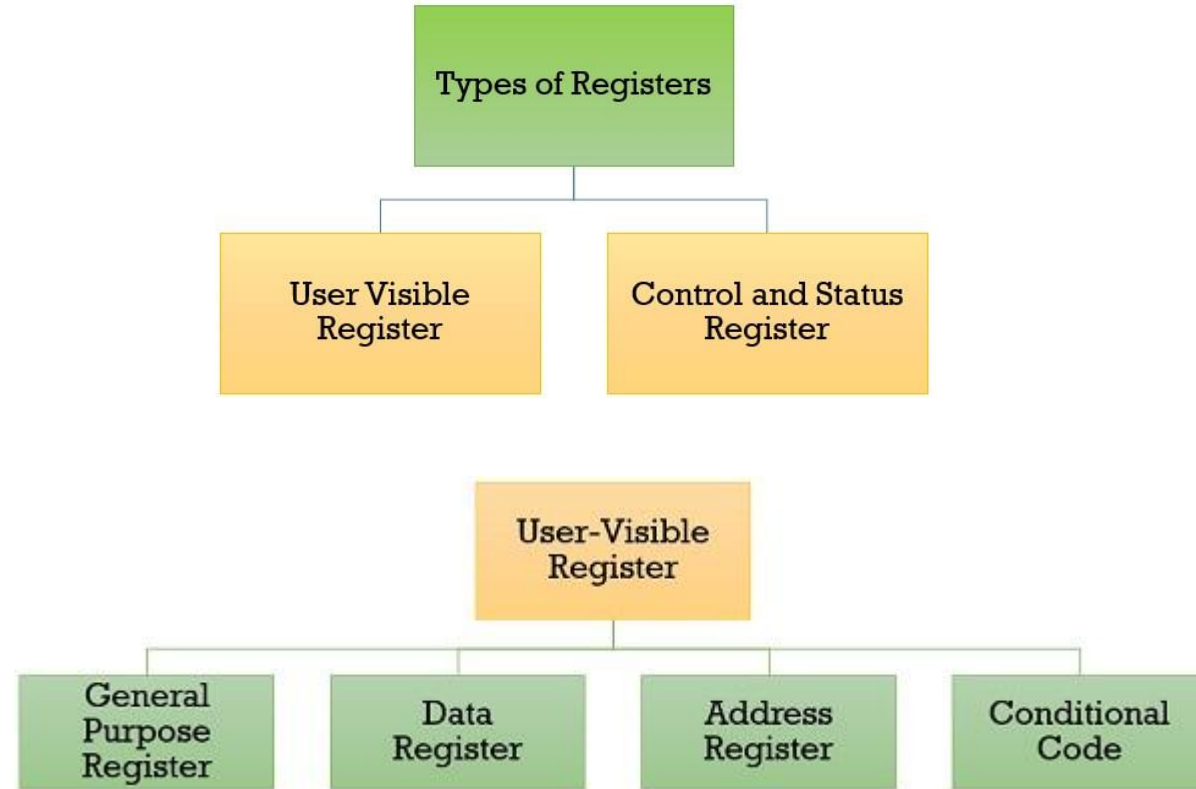 Types of Registers
User Visible
Register
Control and Status
Register
User-Visible
Register
General
Purpose
Register
Data
Register
Address
Register
Conditional
Code